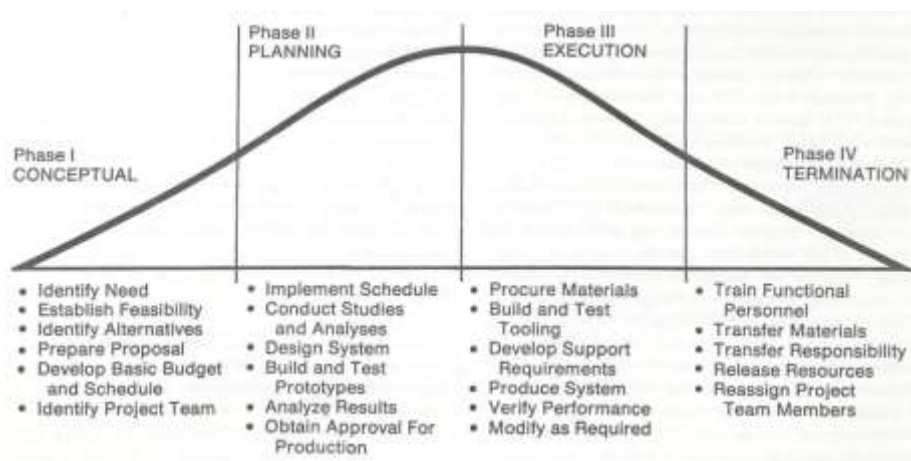 Phase I
CONCEPTUAL
Phase II
PLANNING
Phase III
EXECUTION
Phase IV
TERMINATION
• Identify Need
• Establish Feasibility
• Identify Alternatives
• Prepare Proposal
• Develop Basic Budget
and Schedule
• Identify Project Team
• Implement Schedule
• Conduct Studies
and Analyses
• Design System
• Build and Test
Prototypes
• Analyze Results
• Obtain Approval For
Production
• Procure Materials
• Build and Test
Tooling
• Develop Support
Requirements
• Produce System
• Verify Performance
• Modify as Required
• Train Functional
Personnel
• Transfer Materials
• Transfer Responsibility
• Release Resources
• Reassign Project
Team Members